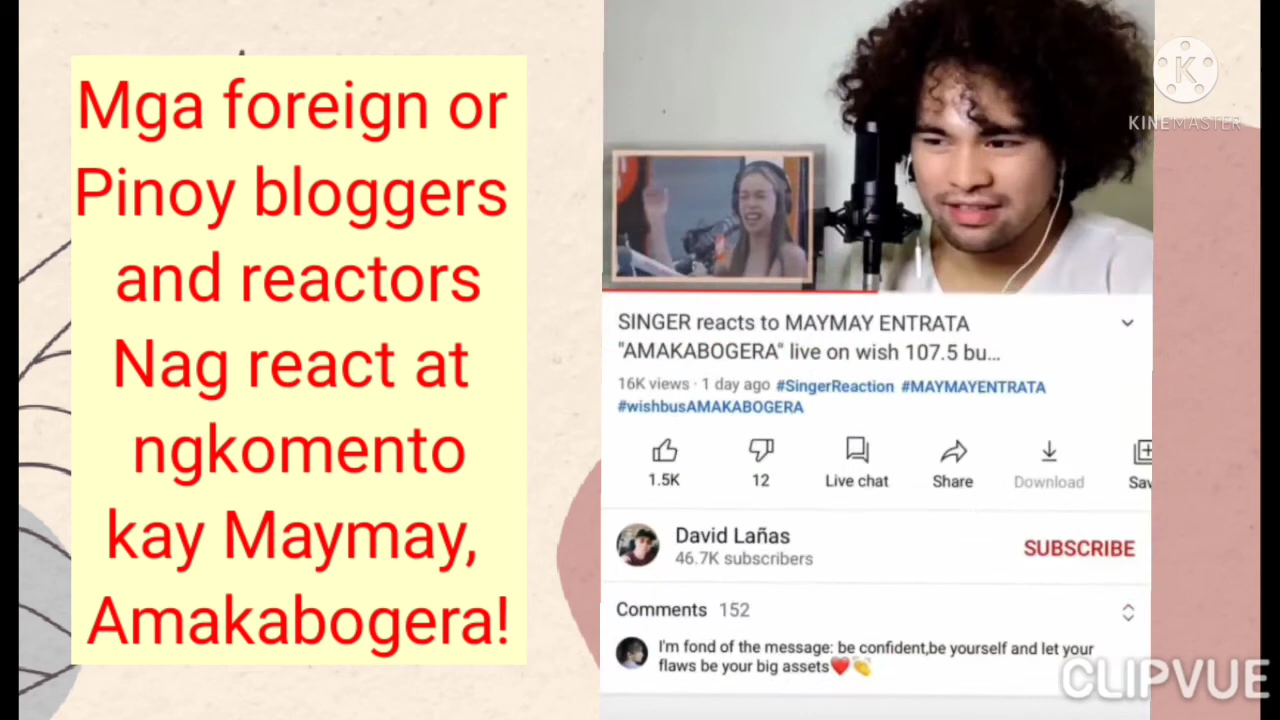 Mga foreign or
Pinoy bloggers
and reactors
Nag react at
ngkomento
kay Maymay,
Amakabogera!
K
KINEMASTER
SINGER reacts to MAYMAY ENTRATA
"AMAKABOGERA" live on wish 107.5 bu...
16K views · 1 day ago #SingerReaction #MAYMAYENTRATA
#wishbusAMAKABOGERA
1.5K 12 Live chat Share Download Sav
David Lañas
46.7K subscribers
SUBSCRIBE
Comments 152
I'm fond of the message: be confident,be yourself and let your
flaws be your big assets❤️👏
CLIPVUE